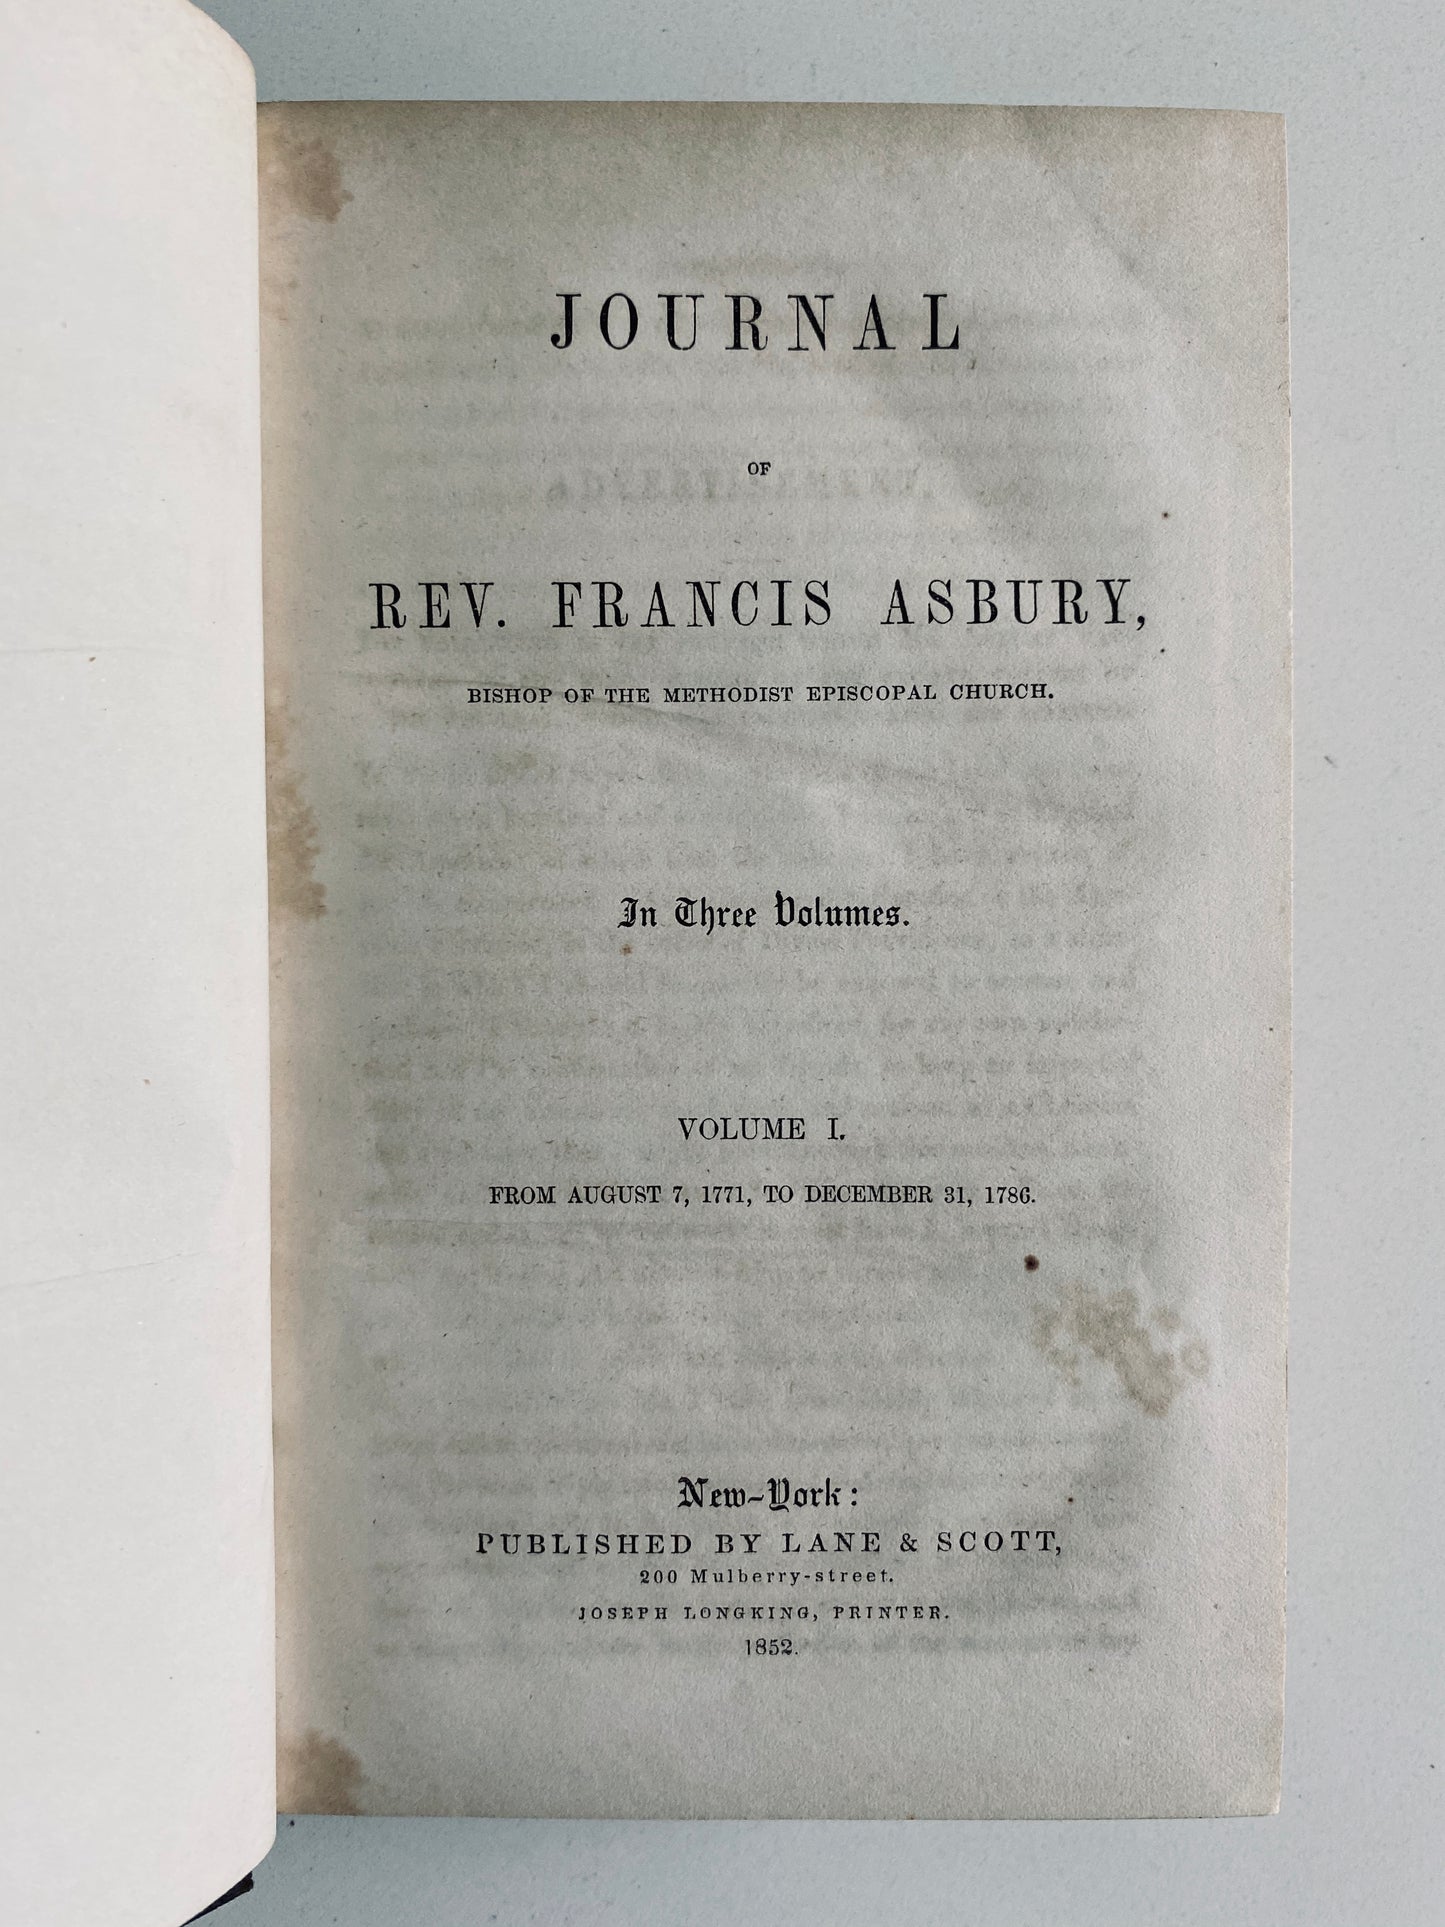 JOURNAL
OF
REV. FRANCIS ASBURY,
BISHOP OF THE METHODIST EPISCOPAL CHURCH.
In Three Volumes.
VOLUME I.
FROM AUGUST 7, 1771, TO DECEMBER 31, 1786.
New-York:
PUBLISHED BY LANE & SCOTT,
200 Mulberry-street.
JOSEPH LONGKING, PRINTER.
1852.